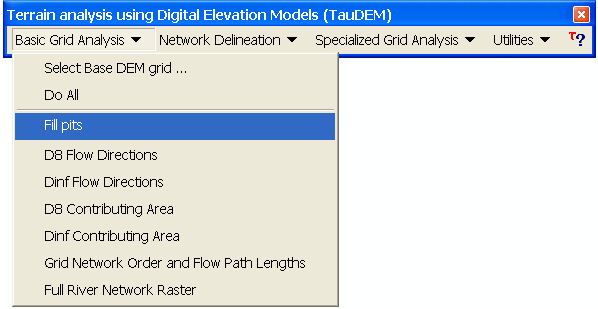 Terrain analysis using Digital Elevation Models (TauDEM)
Basic Grid Analysis Network Delineation Specialized Grid Analysis Utilities T?
Select Base DEM grid ...
Do All
Fill pits
D8 Flow Directions
Dinf Flow Directions
D8 Contributing Area
Dinf Contributing Area
Grid Network Order and Flow Path Lengths
Full River Network Raster